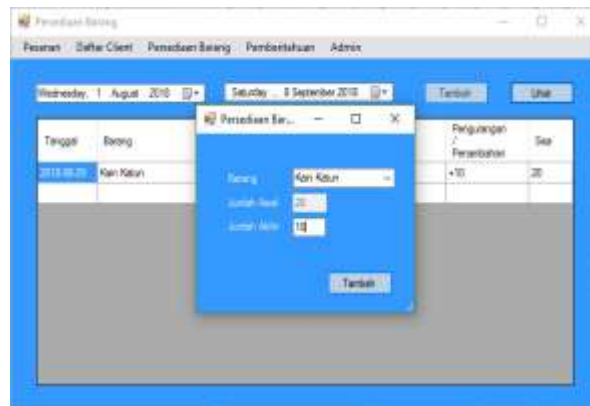 Persediaan Barang
Pesanan Daftar Client Persediaan Barang Pemberitahuan Admin
Wednesday, 1 August 2018 Saturday , 8 September 2018 Tambah Lihat
Persediaan Bar...
Tanggal Barang Pengurangan / Penambahan Sisa
Kain Katun +10 20
Barang Kain Katun
Jumlah Awal 20
Jumlah Akhir
Tambah